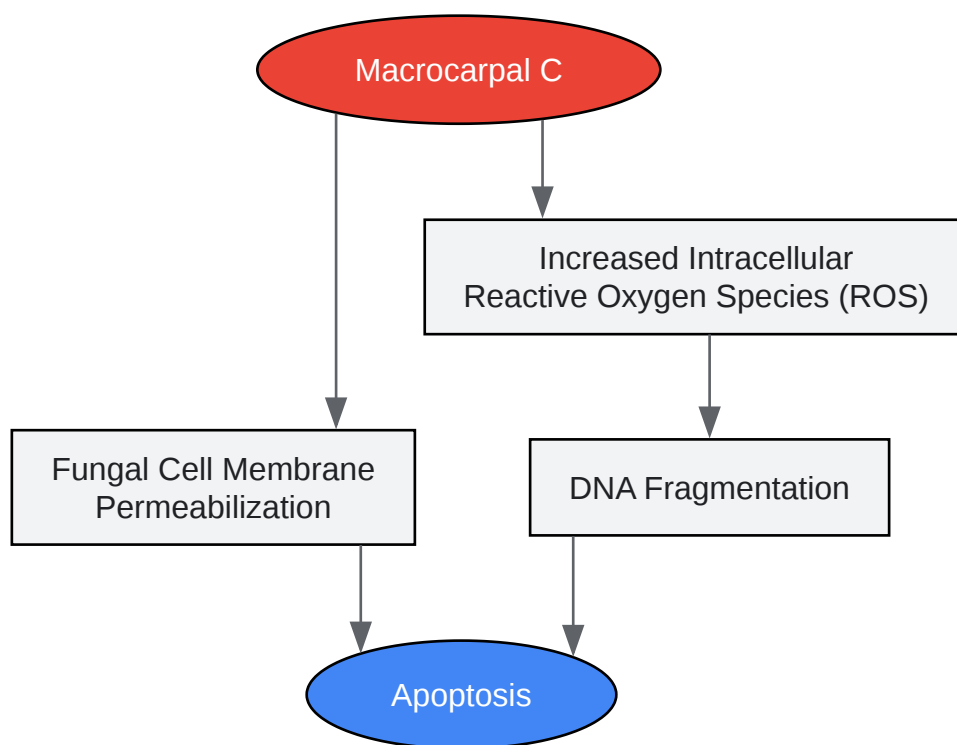 Macrocarpal C
Increased Intracellular
Reactive Oxygen Species (ROS)
Fungal Cell Membrane
Permeabilization
DNA Fragmentation
Apoptosis